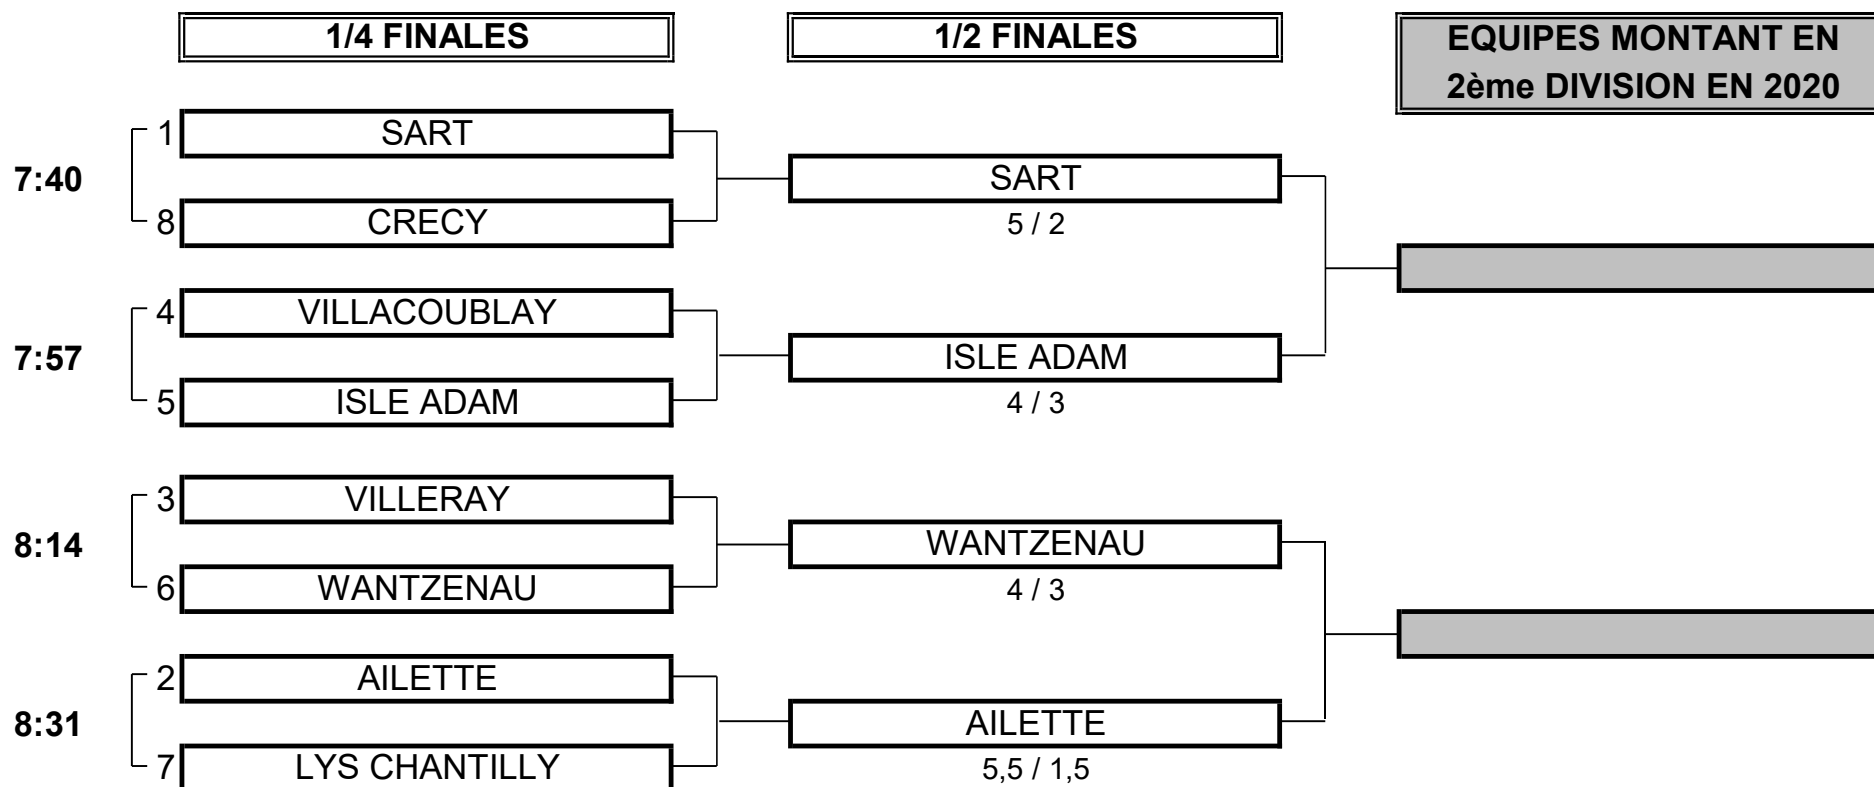 1/4 FINALES
1/2 FINALES
EQUIPES MONTANT EN
2ème DIVISION EN 2020
1 SART
7:40
8 CRECY
SART
5 / 2
4 VILLACOUBLAY
7:57
5 ISLE ADAM
ISLE ADAM
4 / 3
3 VILLERAY
8:14
6 WANTZENAU
WANTZENAU
4 / 3
2 AILETTE
8:31
7 LYS CHANTILLY
AILETTE
5,5 / 1,5